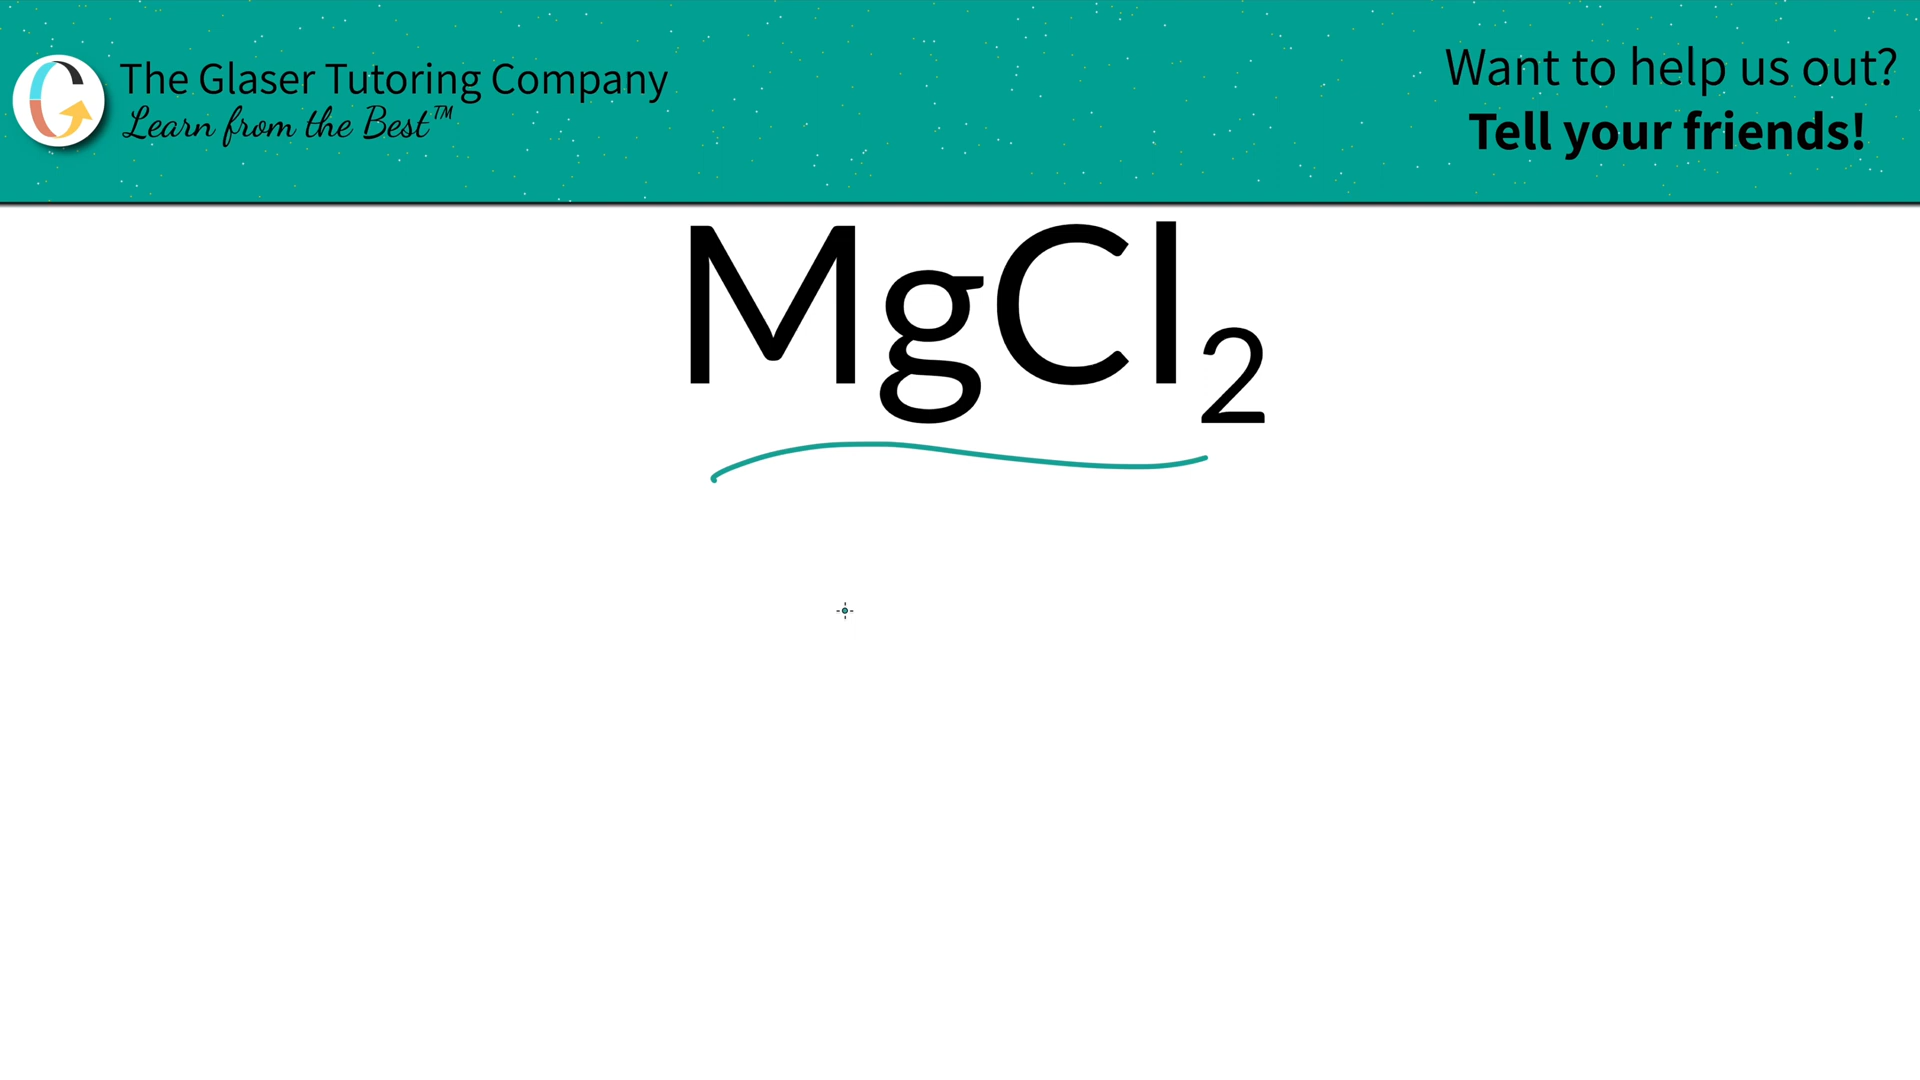 The Glaser Tutoring Company
Learn from the Best™
Want to help us out?
Tell your friends!
MgCl₂